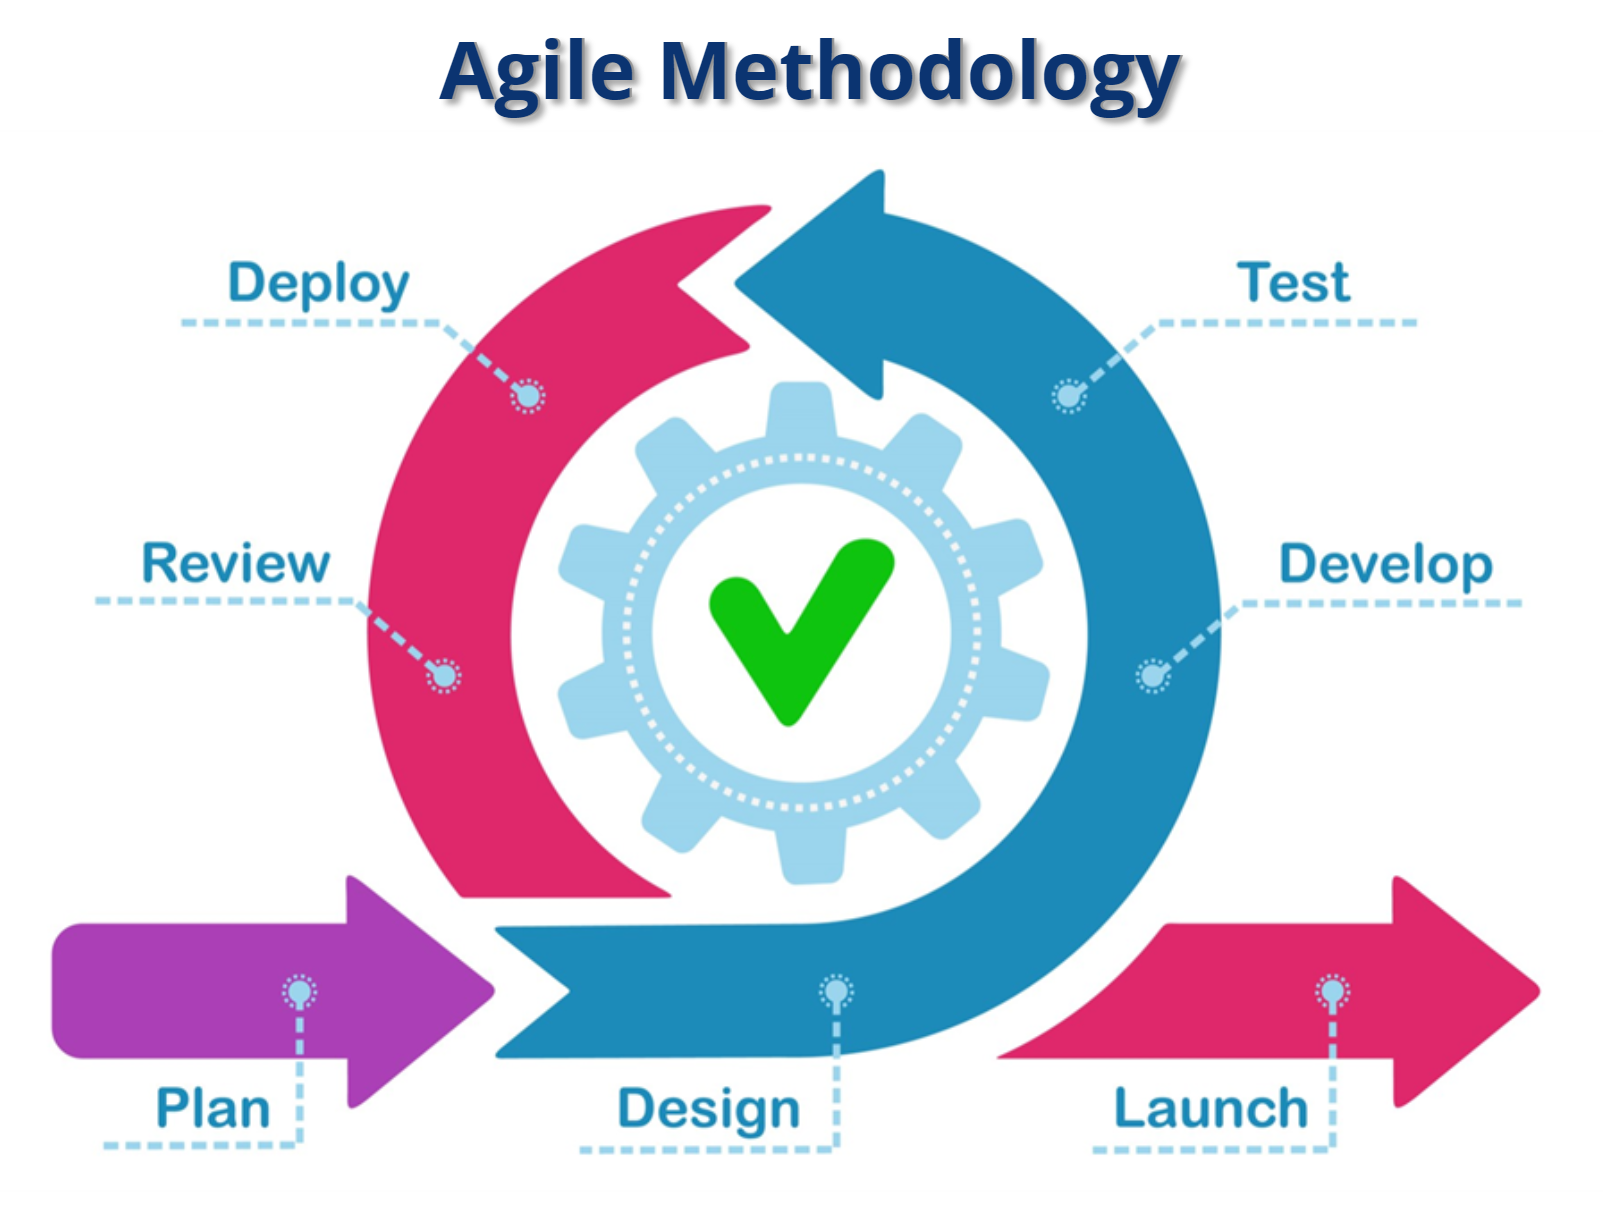 Agile Methodology
Deploy
Test
Review
Develop
Plan
Design
Launch